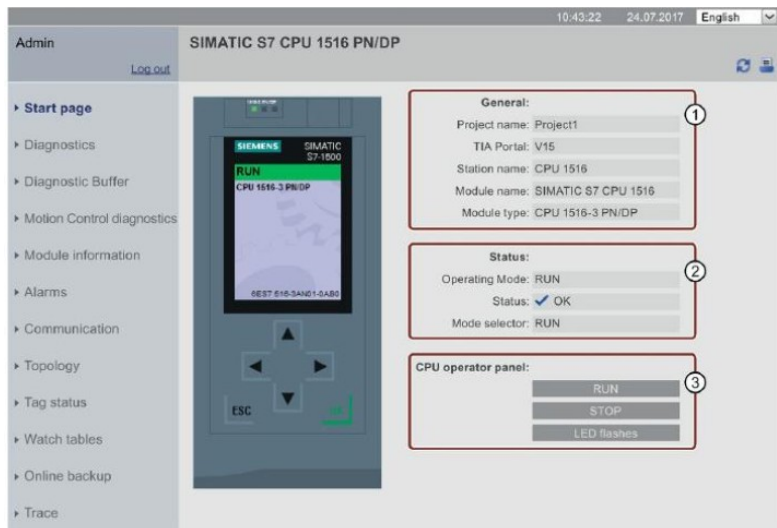 10:43:22 24.07.2017 English
Admin
Log out
SIMATIC S7 CPU 1516 PN/DP
Start page
Diagnostics
Diagnostic Buffer
Motion Control diagnostics
Module information
Alarms
Communication
Topology
Tag status
Watch tables
Online backup
Trace
SIEMENS SIMATIC
S7-1500
RUN
CPU 1516-3 PN/DP
6ES7 516-3AN01-0AB0
ESC
OK
General:
1
Project name: Project1
TIA Portal: V15
Station name: CPU 1516
Module name: SIMATIC S7 CPU 1516
Module type: CPU 1516-3 PN/DP
Status:
2
Operating Mode: RUN
Status: OK
Mode selector: RUN
CPU operator panel:
3
RUN
STOP
LED flashes